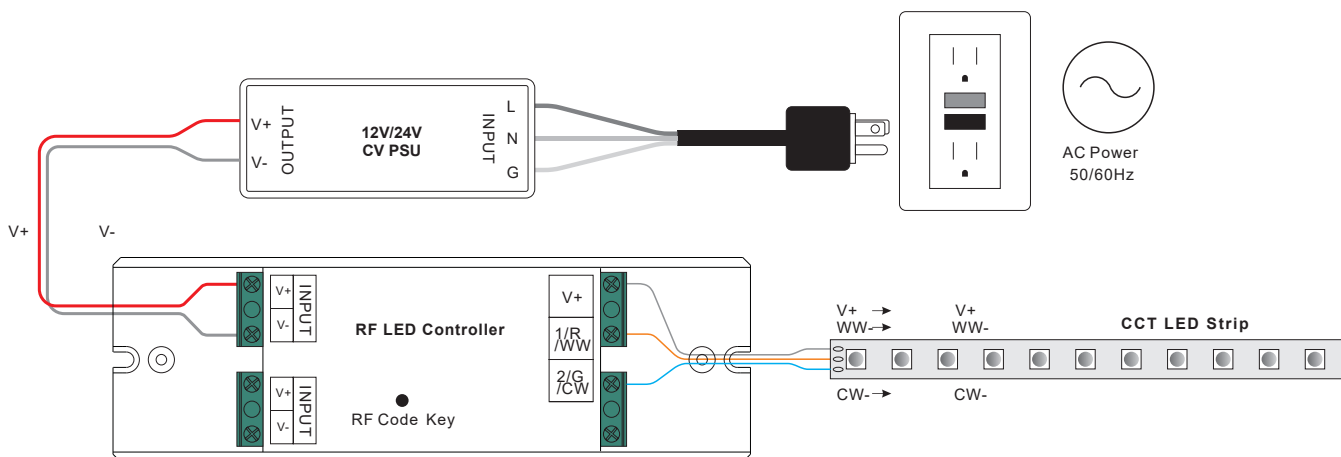 V+
V-
OUTPUT
12V/24V
CV PSU
INPUT
L
N
G
AC Power
50/60Hz
V+
V-
V+
V-
INPUT
RF LED Controller
V+
1/R
/WW
2/G
/CW
V+
V-
INPUT
RF Code Key
V+
WW-
V+
WW-
CCT LED Strip
CW-
CW-